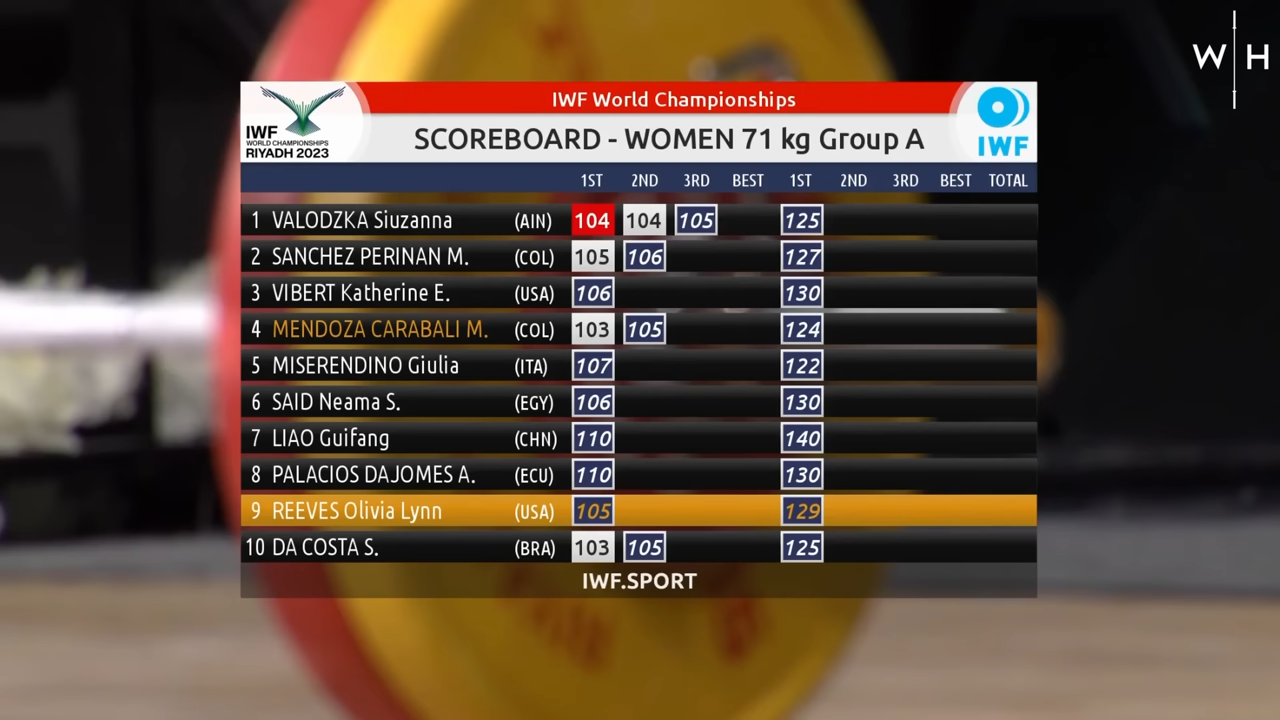 W H
IWF World Championships
IWF
WORLD CHAMPIONSHIPS
RIYADH 2023
SCOREBOARD - WOMEN 71 kg Group A
IWF
1ST 2ND 3RD BEST 1ST 2ND 3RD BEST TOTAL
1 VALODZKA Siuzanna (AIN) 104 104 105 125
2 SANCHEZ PERINAN M. (COL) 105 106 127
3 VIBERT Katherine E. (USA) 106 130
4 MENDOZA CARABALI M. (COL) 103 105 124
5 MISERENDINO Giulia (ITA) 107 122
6 SAID Neama S. (EGY) 106 130
7 LIAO Guifang (CHN) 110 140
8 PALACIOS DAJOMES A. (ECU) 110 130
9 REEVES Olivia Lynn (USA) 105 129
10 DA COSTA S. (BRA) 103 105 125
IWF.SPORT